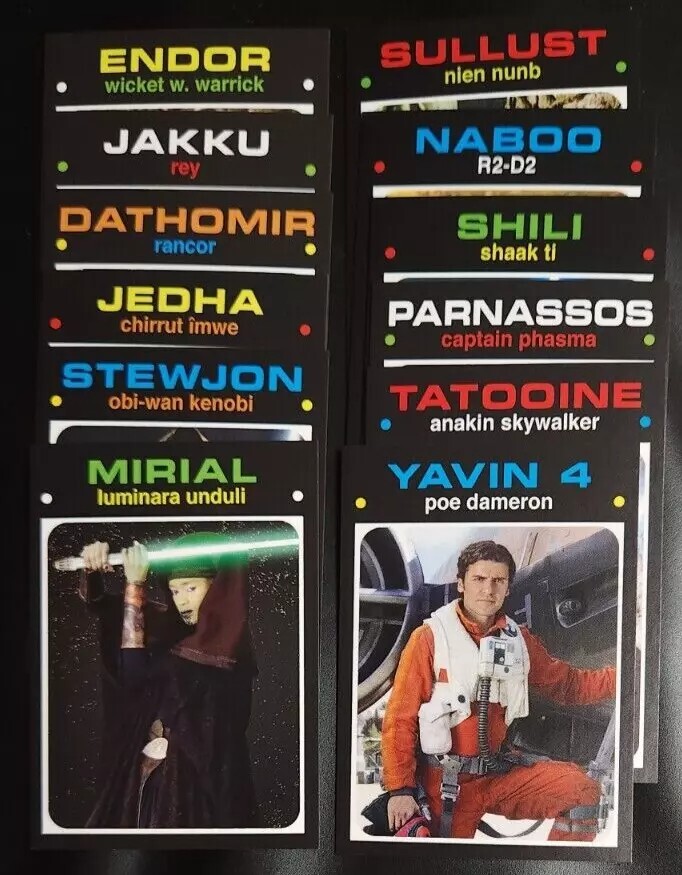 ENDOR
wicket w. warrick
JAKKU
rey
DATHOMIR
rancor
JEDHA
chirrut îmwe
STEWJON
obi-wan kenobi
MIRIAL
luminara unduli
SULLUST
nien nunb
NABOO
R2-D2
SHILI
shaak ti
PARNASSOS
captain phasma
TATOOINE
anakin skywalker
YAVIN 4
poe dameron